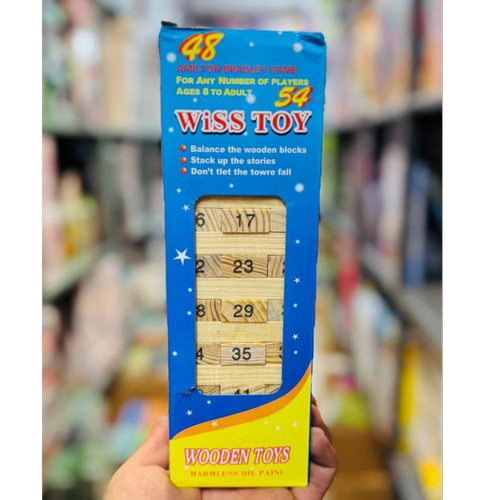 48
AMILTON BRADLEY GAME
FOR ANY NUMBER OF PLAYERS
AGES 8 TO ADULT
54
WiSS TOY
Balance the wooden blocks
Stack up the stories
Don't tlet the towre fall
6 17
2 23 2
8 29
4 35
41
WOODEN TOYS
HARMLESS OIL PAINT